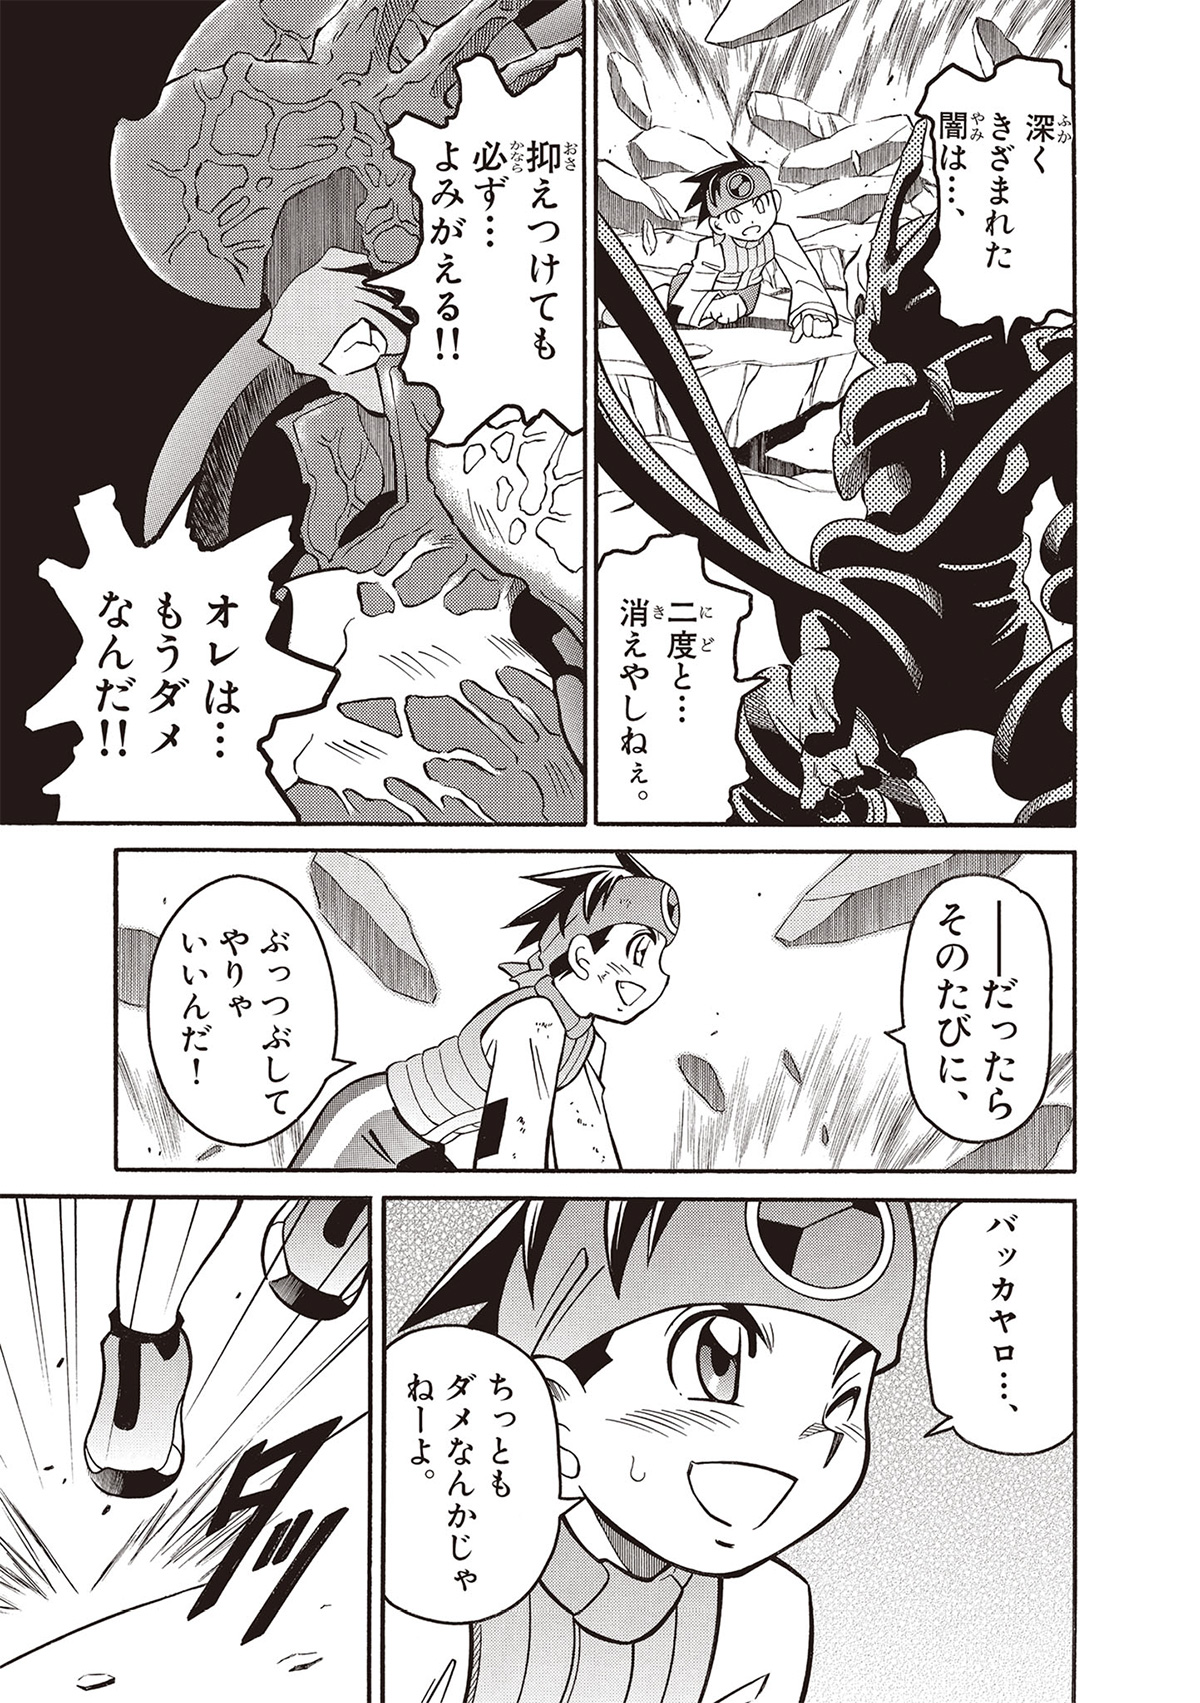 深く
きざまれた
闇は…、
二度と…
消えやしねぇ。
抑えつけても
必ず…
よみがえる!!
オレは…
もうダメ
なんだ!!
――だったら
そのたびに、
ぶっつぶして
やりゃ
いいんだ!
バッカヤロ…、
ちっとも
ダメなんかじゃ
ねーよ。
ダッ